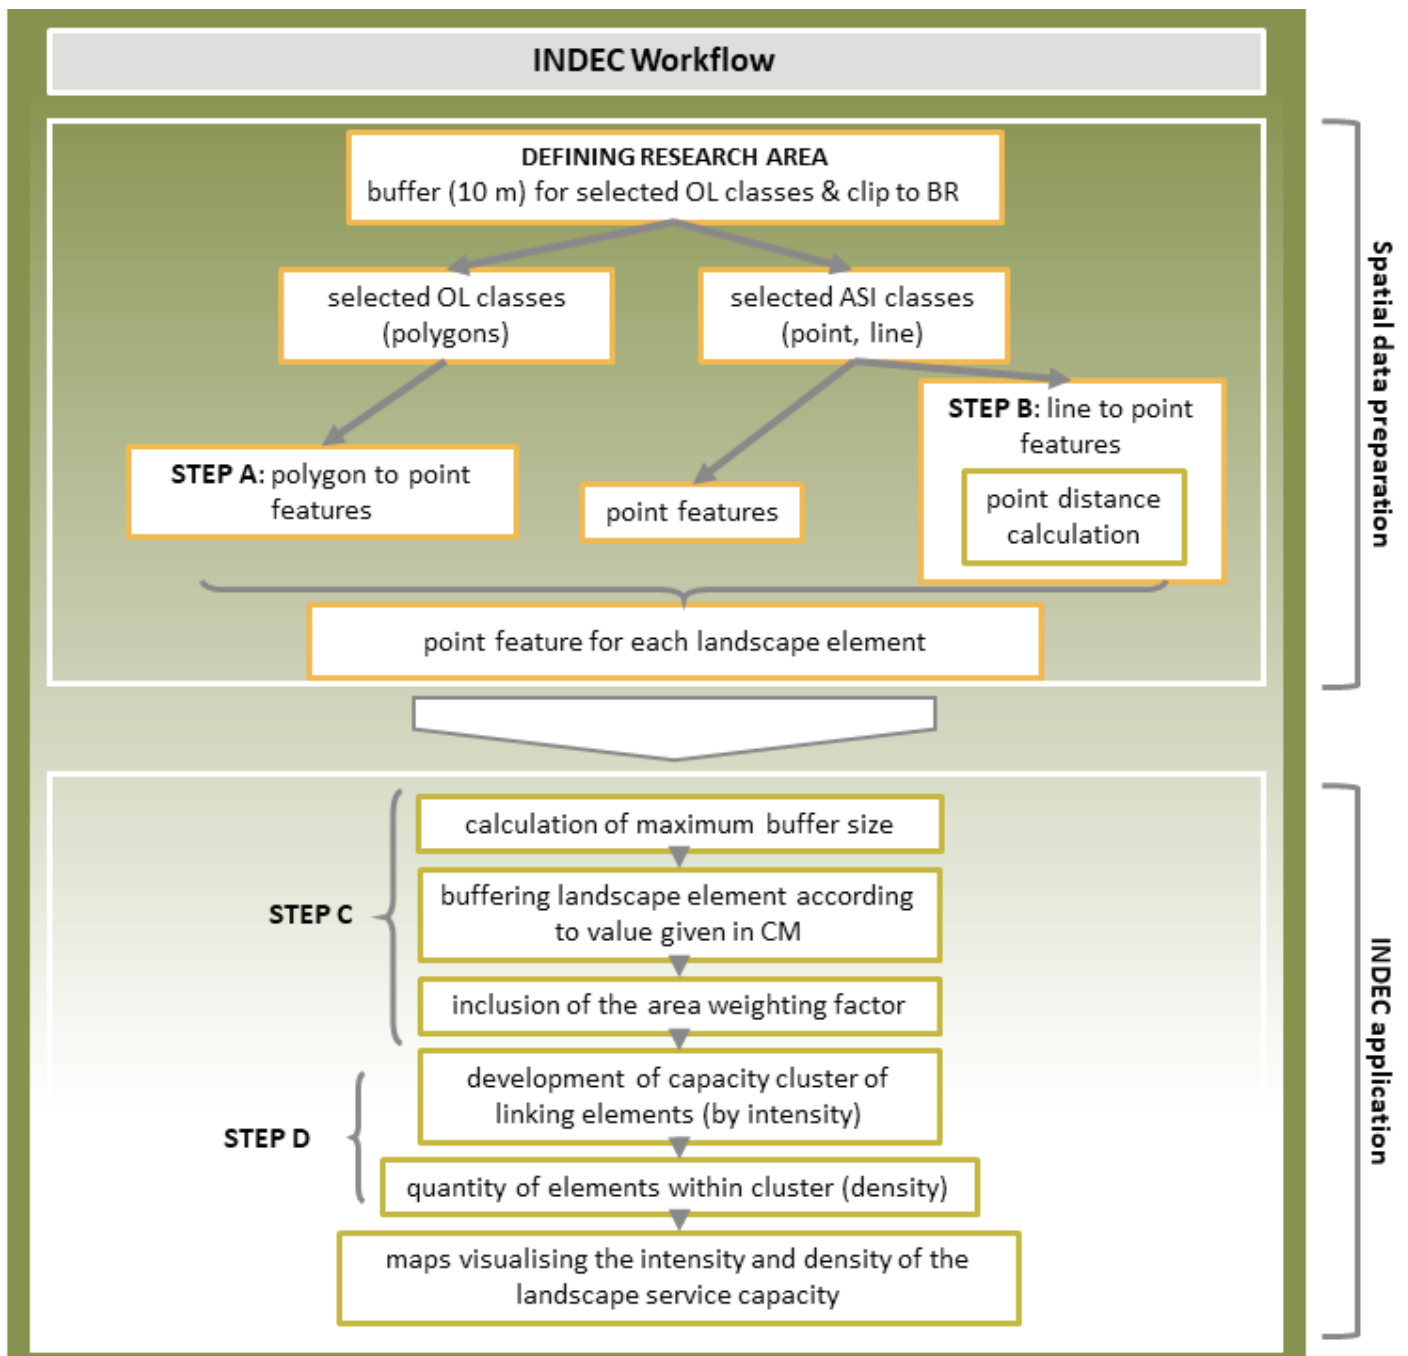 INDEC Workflow
DEFINING RESEARCH AREA
buffer (10 m) for selected OL classes & clip to BR
selected OL classes
(polygons)
selected ASI classes
(point, line)
STEP A: polygon to point
features
point features
STEP B: line to point
features
point distance
calculation
point feature for each landscape element
Spatial data preparation
calculation of maximum buffer size
buffering landscape element according
to value given in CM
inclusion of the area weighting factor
STEP C
development of capacity cluster of
linking elements (by intensity)
quantity of elements within cluster (density)
STEP D
maps visualising the intensity and density of the
landscape service capacity
INDEC application